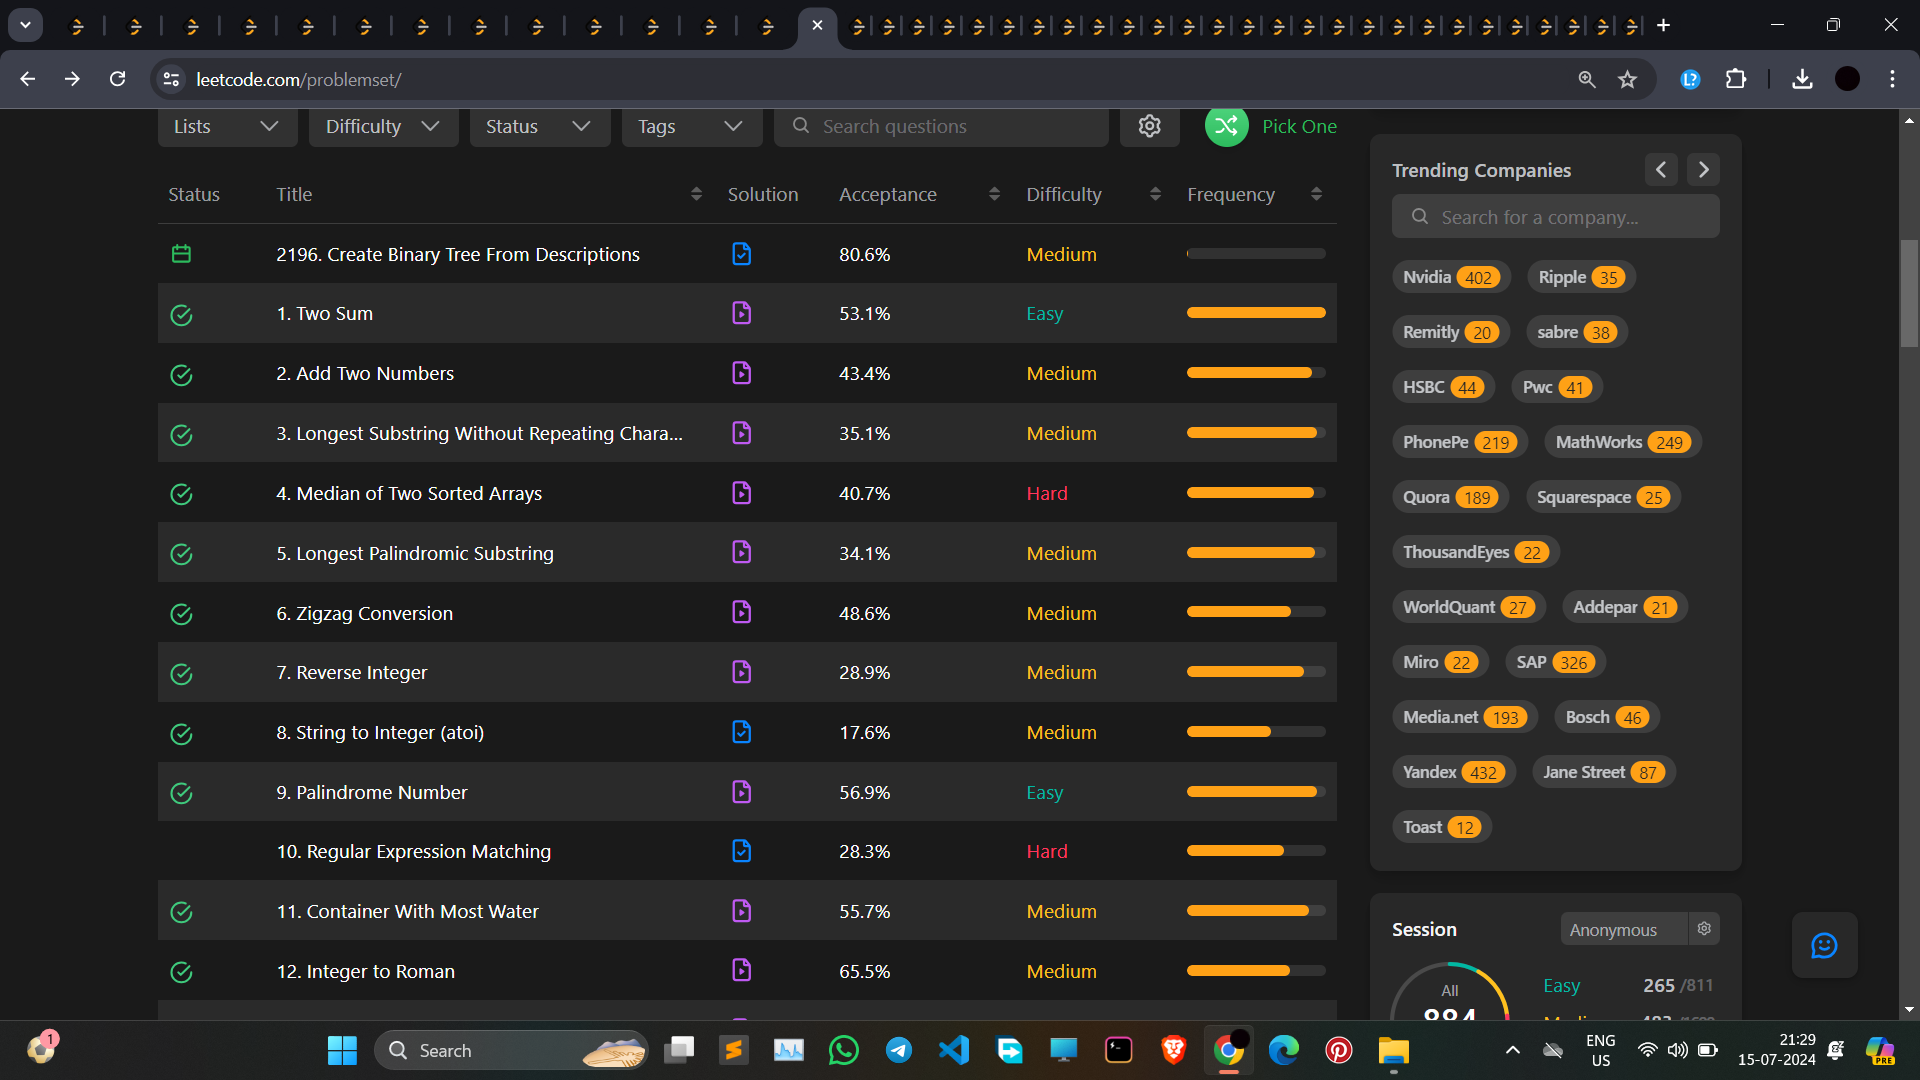 leetcode.com/problemset/
Lists
Difficulty
Status
Tags
Search questions
Pick One
Status Title Solution Acceptance Difficulty Frequency
2196. Create Binary Tree From Descriptions 80.6% Medium
1. Two Sum 53.1% Easy
2. Add Two Numbers 43.4% Medium
3. Longest Substring Without Repeating Chara... 35.1% Medium
4. Median of Two Sorted Arrays 40.7% Hard
5. Longest Palindromic Substring 34.1% Medium
6. Zigzag Conversion 48.6% Medium
7. Reverse Integer 28.9% Medium
8. String to Integer (atoi) 17.6% Medium
9. Palindrome Number 56.9% Easy
10. Regular Expression Matching 28.3% Hard
11. Container With Most Water 55.7% Medium
12. Integer to Roman 65.5% Medium
Trending Companies
Search for a company...
Nvidia 402 Ripple 35
Remitly 20 sabre 38
HSBC 44 Pwc 41
PhonePe 219 MathWorks 249
Quora 189 Squarespace 25
ThousandEyes 22
WorldQuant 27 Addepar 21
Miro 22 SAP 326
Media.net 193 Bosch 46
Yandex 432 Jane Street 87
Toast 12
Session Anonymous
All
884
Easy 265 /811
1
Search
ENG
US
21:29
15-07-2024
PRE